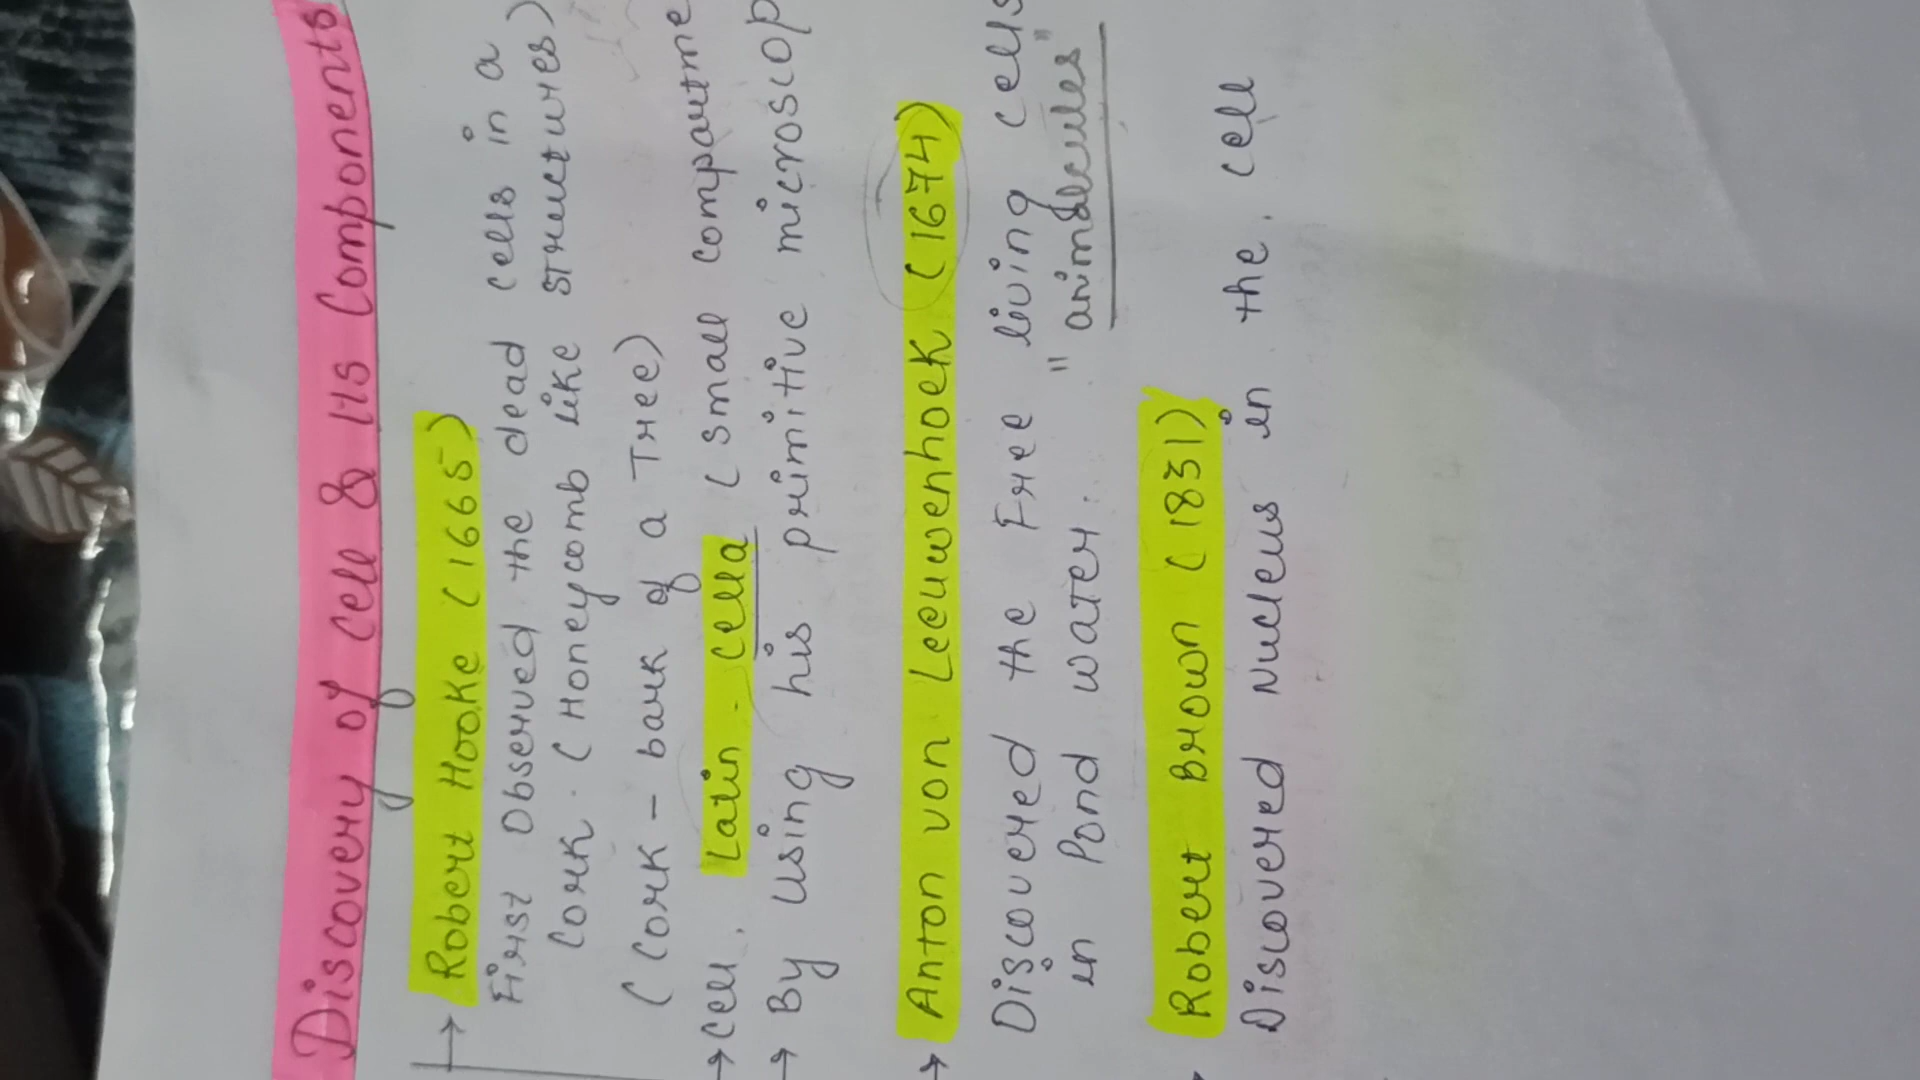 Discovery of Cell & Its Components
→ Robert Hooke (1665)
First Observed the dead cells in a
Cork. (Honeycomb like structures)
(Cork - bark of a Tree)
→ Cell. Latin - Cella (small compartme
→ By using his primitive microscop
→ Anton von Leeuwenhoek (1674)
Discovered the Free living cells
in Pond water. "animalcules"
Robert Brown (1831)
Discovered Nucleus in the cell